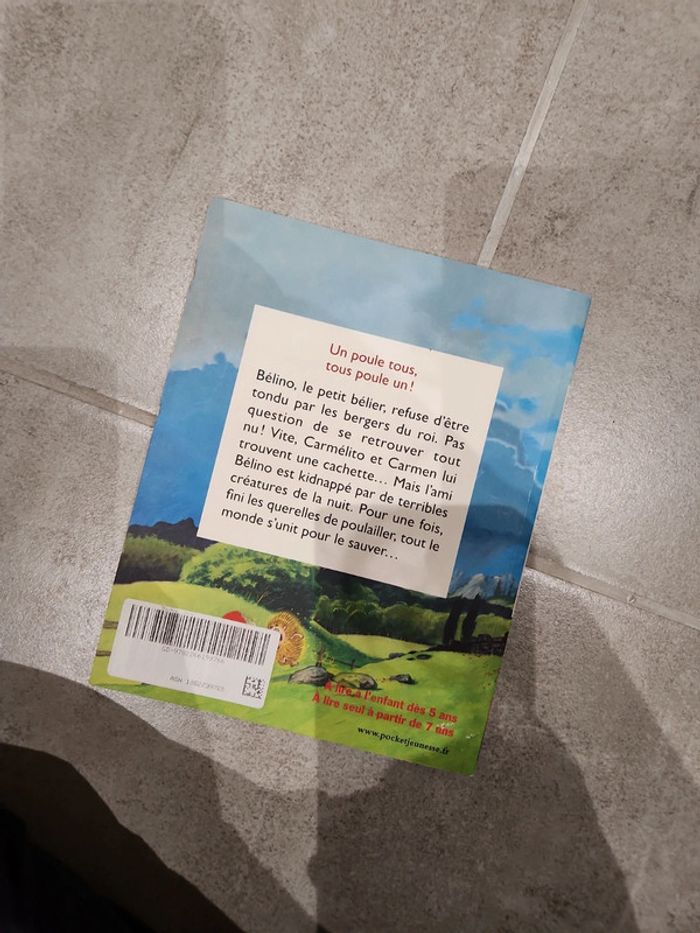 Un poule tous,
tous poule un !
Bélino, le petit bélier, refuse d'être
tondu par les bergers du roi. Pas
question de se retrouver tout
nu ! Vite, Carmélito et Carmen lui
trouvent une cachette... Mais l'ami
Bélino est kidnappé par de terribles
créatures de la nuit. Pour une fois,
fini les querelles de poulailler, tout le
monde s'unit pour le sauver...
A lire à l'enfant dès 5 ans
A lire seul à partir de 7 ans
www.pocketjeunesse.fr